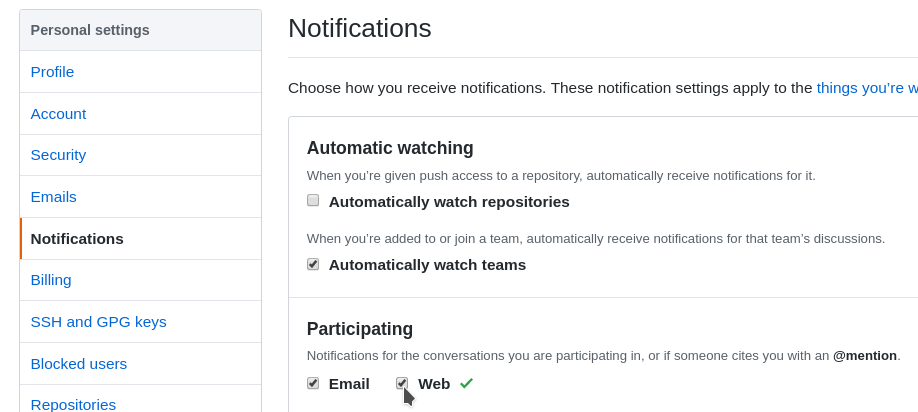 Personal settings
Profile
Account
Security
Emails
Notifications
Billing
SSH and GPG keys
Blocked users
Repositories
Notifications
Choose how you receive notifications. These notification settings apply to the things you're
Automatic watching
When you're given push access to a repository, automatically receive notifications for it.
Automatically watch repositories
When you're added to or join a team, automatically receive notifications for that team's discussions.
Automatically watch teams
Participating
Notifications for the conversations you are participating in, or if someone cites you with an @mention.
Email Web